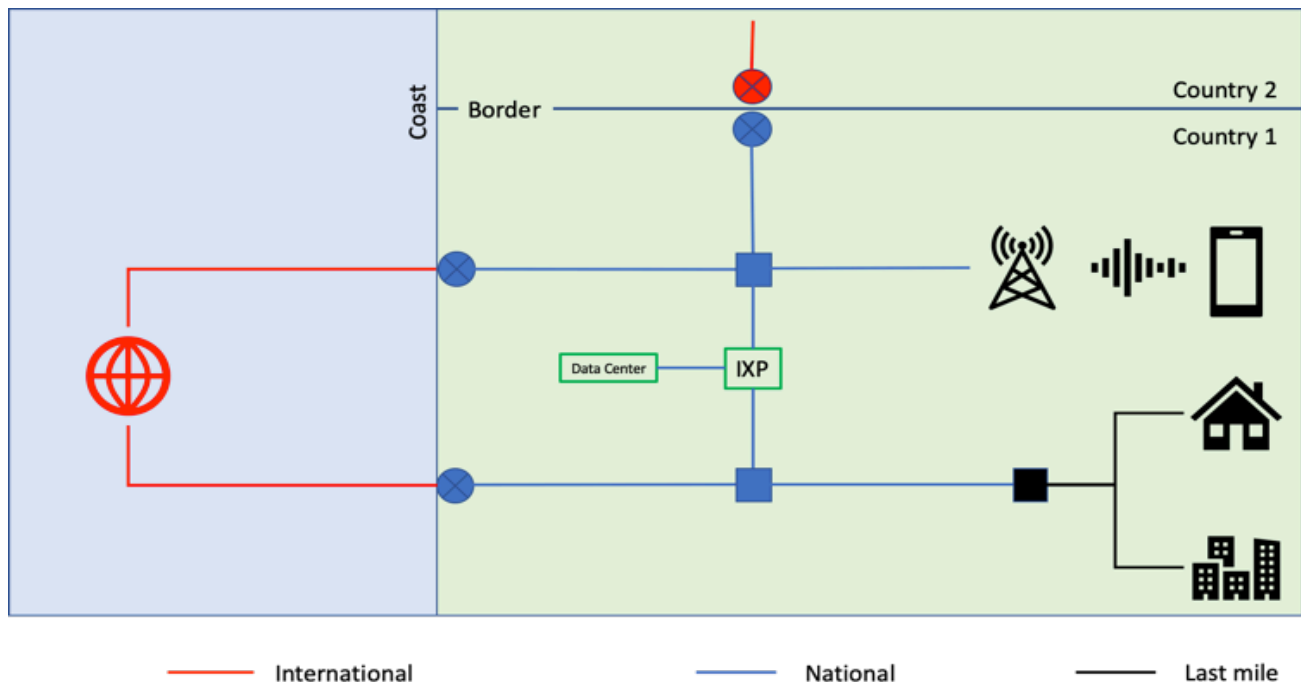 Country 2
Coast
Border
Country 1
Data Center
IXP
International
National
Last mile